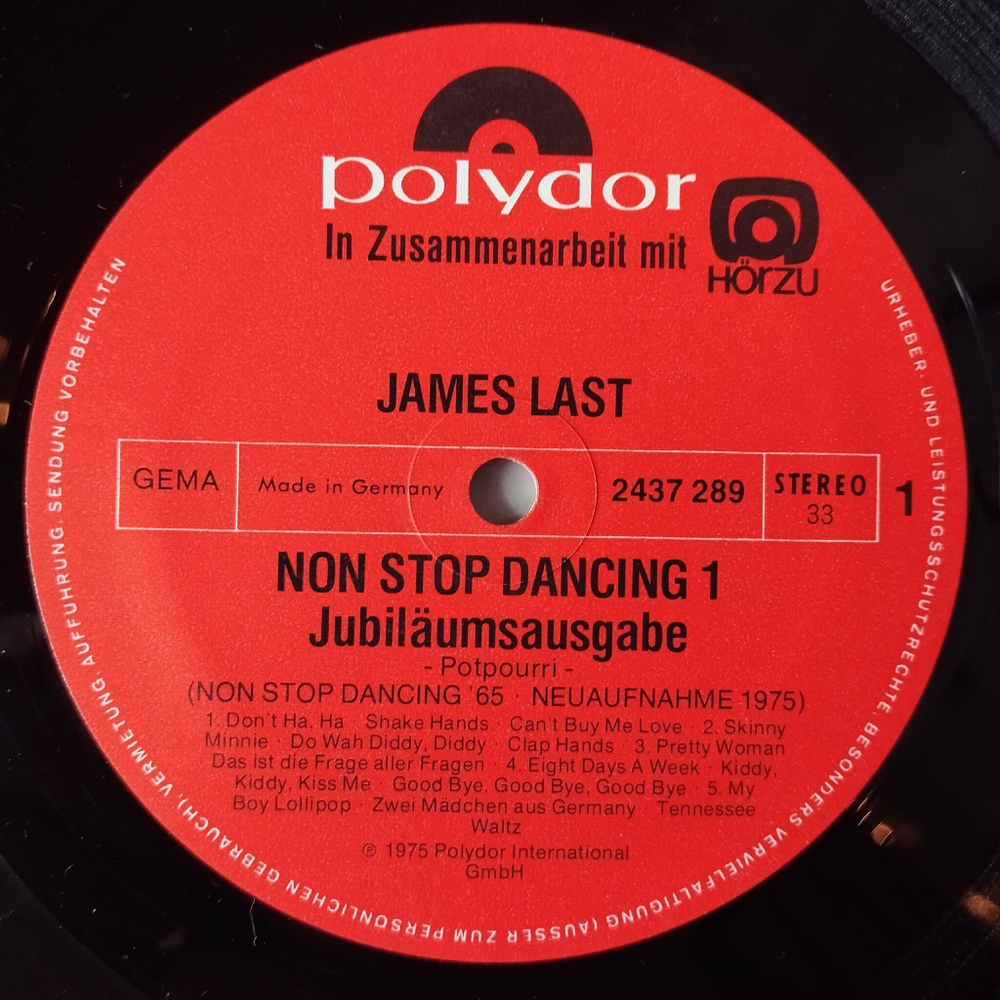 polydor
In Zusammenarbeit mit
HÖRZU
JAMES LAST
GEMA
Made in Germany
2437 289
STEREO
33
1
NON STOP DANCING 1
Jubiläumsausgabe
- Potpourri -
(NON STOP DANCING '65 · NEUAUFNAHME 1975)
1. Don't Ha, Ha · Shake Hands · Can't Buy Me Love · 2. Skinny
Minnie · Do Wah Diddy, Diddy · Clap Hands · 3. Pretty Woman
Das ist die Frage aller Fragen · 4. Eight Days A Week · Kiddy,
Kiddy, Kiss Me · Good Bye, Good Bye, Good Bye · 5. My
Boy Lollipop · Zwei Mädchen aus Germany · Tennessee
Waltz
℗ 1975 Polydor International
GmbH
URHEBER- UND LEISTUNGSSCHUTZRECHTE, BESONDERS VERVIELFÄLTIGUNG (AUSSER ZUM PERSÖNLICHEN GEBRAUCH), VERMIETUNG AUFFÜHRUNG SENDUNG VORBEHALTEN